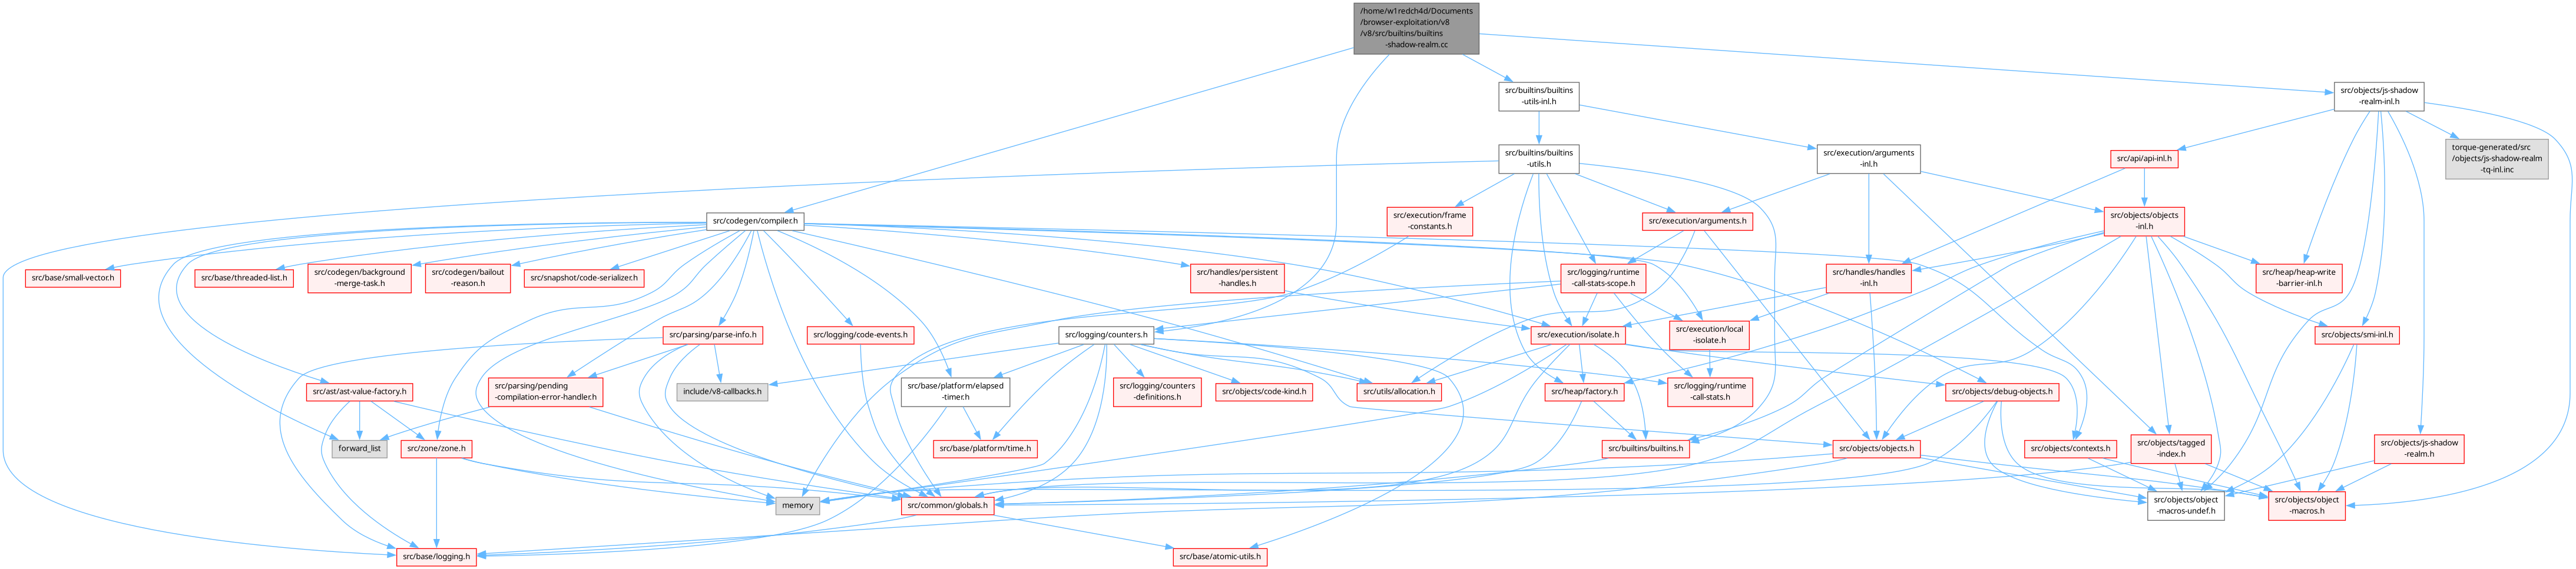 /home/w1redch4d/Documents
/browser-exploitation/v8
/v8/src/builtins/builtins
-shadow-realm.cc
src/builtins/builtins
-utils-inl.h
src/objects/js-shadow
-realm-inl.h
src/builtins/builtins
-utils.h
src/execution/arguments
-inl.h
src/api/api-inl.h
torque-generated/src
/objects/js-shadow-realm
-tq-inl.inc
src/codegen/compiler.h
src/execution/frame
-constants.h
src/execution/arguments.h
src/objects/objects
-inl.h
src/base/small-vector.h
src/base/threaded-list.h
src/codegen/background
-merge-task.h
src/codegen/bailout
-reason.h
src/snapshot/code-serializer.h
src/handles/persistent
-handles.h
src/logging/runtime
-call-stats-scope.h
src/handles/handles
-inl.h
src/heap/heap-write
-barrier-inl.h
src/parsing/parse-info.h
src/logging/code-events.h
src/logging/counters.h
src/execution/isolate.h
src/execution/local
-isolate.h
src/objects/smi-inl.h
src/ast/ast-value-factory.h
src/parsing/pending
-compilation-error-handler.h
include/v8-callbacks.h
src/base/platform/elapsed
-timer.h
src/logging/counters
-definitions.h
src/objects/code-kind.h
src/utils/allocation.h
src/heap/factory.h
src/logging/runtime
-call-stats.h
src/objects/debug-objects.h
forward_list
src/zone/zone.h
src/base/platform/time.h
src/builtins/builtins.h
src/objects/objects.h
src/objects/contexts.h
src/objects/tagged
-index.h
src/objects/js-shadow
-realm.h
memory
src/common/globals.h
src/objects/object
-macros-undef.h
src/objects/object
-macros.h
src/base/logging.h
src/base/atomic-utils.h